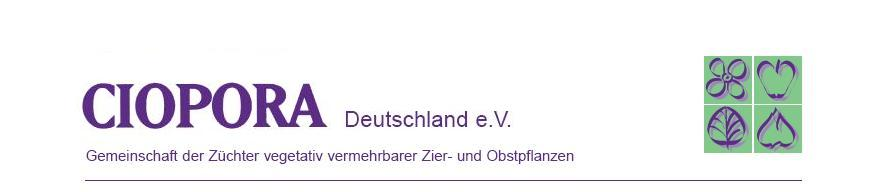 CIOPORA Deutschland e.V.
Gemeinschaft der Züchter vegetativ vermehrbarer Zier- und Obstpflanzen